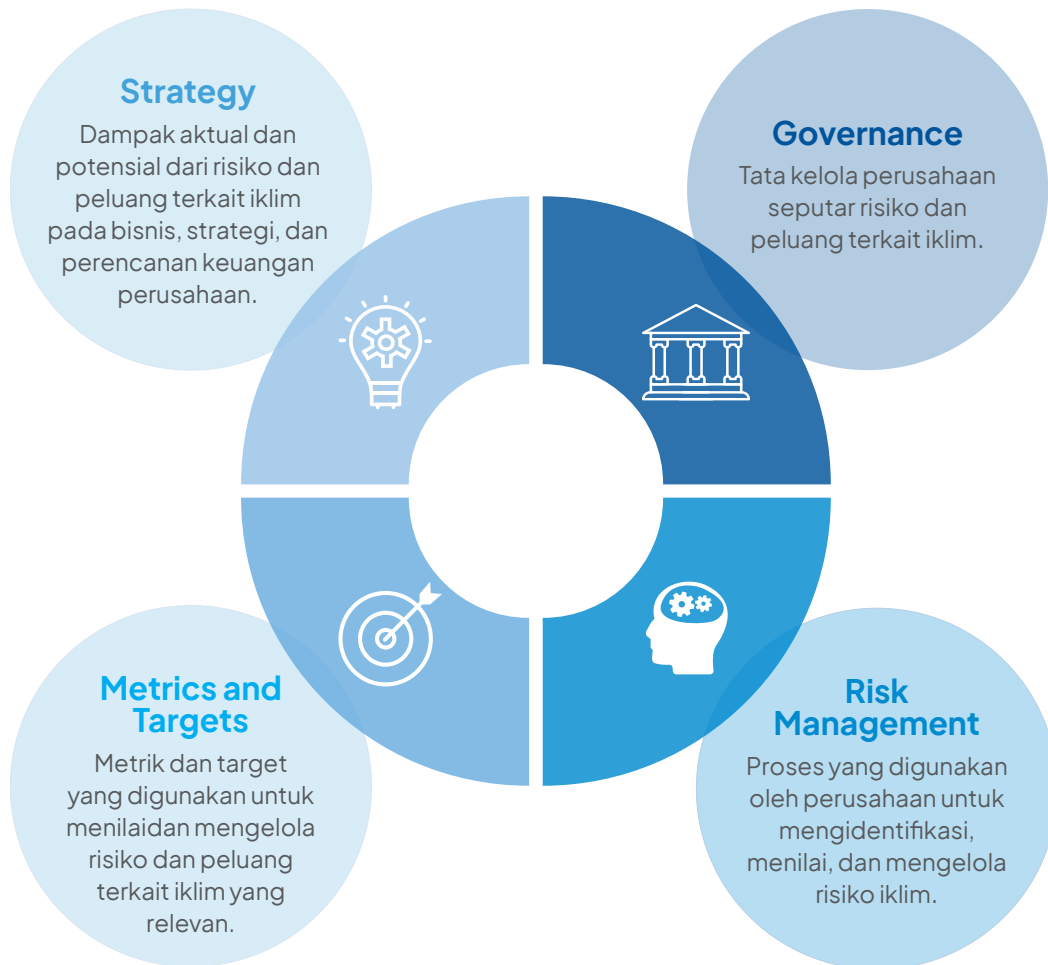 Strategy
Dampak aktual dan
potensial dari risiko dan
peluang terkait iklim
pada bisnis, strategi, dan
perencanan keuangan
perusahaan.
Governance
Tata kelola perusahaan
seputar risiko dan
peluang terkait iklim.
Metrics and
Targets
Metrik dan target
yang digunakan untuk
menilaidan mengelola
risiko dan peluang
terkait iklim yang
relevan.
Risk
Management
Proses yang digunakan
oleh perusahaan untuk
mengidentifikasi,
menilai, dan mengelola
risiko iklim.